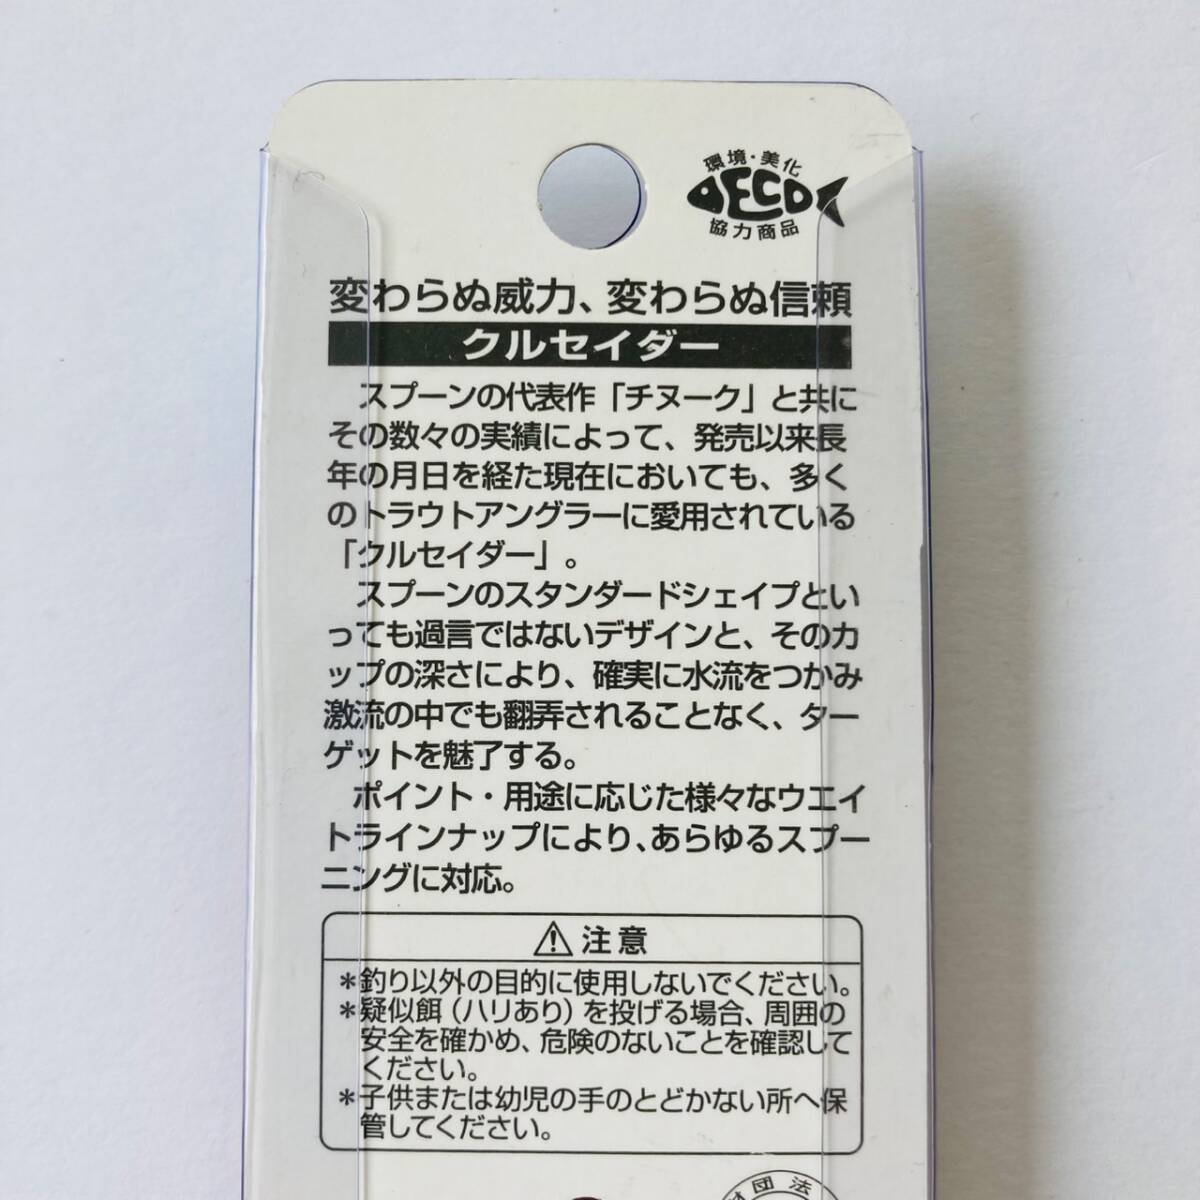 環境・美化
ECO
協力商品
変わらぬ威力、変わらぬ信頼
クルセイダー
スプーンの代表作「チヌーク」と共に
その数々の実績によって、発売以来長
年の月日を経た現在においても、多く
のトラウトアングラーに愛用されている
「クルセイダー」。
スプーンのスタンダードシェイプとい
っても過言ではないデザインと、そのカ
ップの深さにより、確実に水流をつかみ
激流の中でも翻弄されることなく、ター
ゲットを魅了する。
ポイント・用途に応じた様々なウエイ
トラインナップにより、あらゆるスプー
ニングに対応。
⚠注意
＊釣り以外の目的に使用しないでください。
＊疑似餌（ハリあり）を投げる場合、周囲の
安全を確かめ、危険のないことを確認して
ください。
＊子供または幼児の手のとどかない所へ保
管してください。
財団法